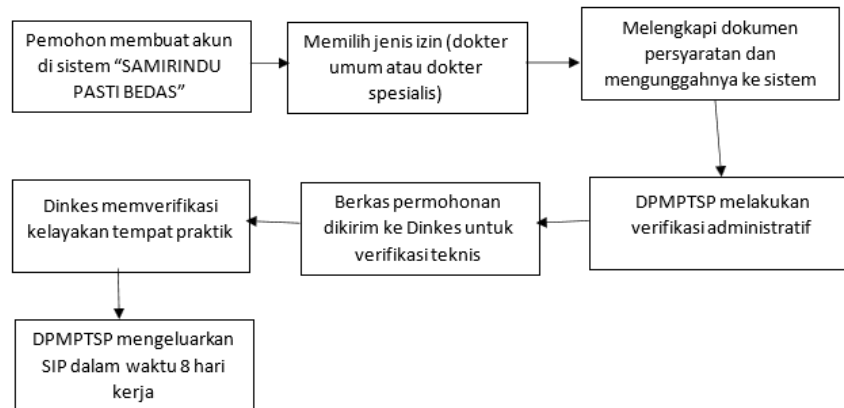 Pemohon membuat akun
di sistem “SAMIRINDU
PASTI BEDAS”
Memilih jenis izin (dokter
umum atau dokter
spesialis)
Melengkapi dokumen
persyaratan dan
mengunggahnya ke sistem
DPMPTSP melakukan
verifikasi administratif
Berkas permohonan
dikirim ke Dinkes untuk
verifikasi teknis
Dinkes memverifikasi
kelayakan tempat praktik
DPMPTSP mengeluarkan
SIP dalam waktu 8 hari
kerja